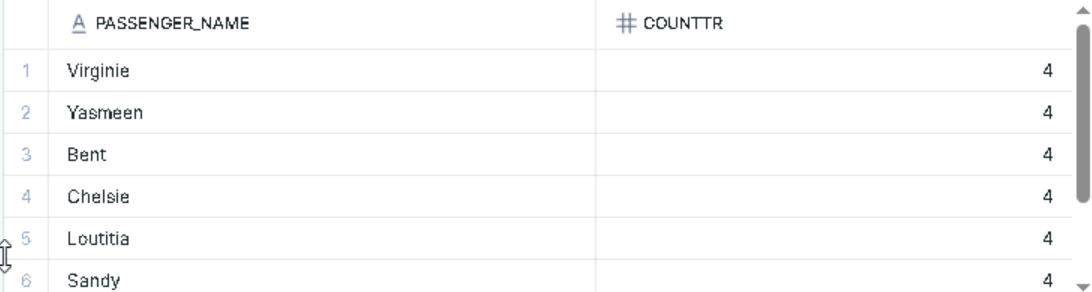 A PASSENGER_NAME # COUNTTR
1 Virginie 4
2 Yasmeen 4
3 Bent 4
4 Chelsie 4
5 Loutitia 4
6 Sandy 4